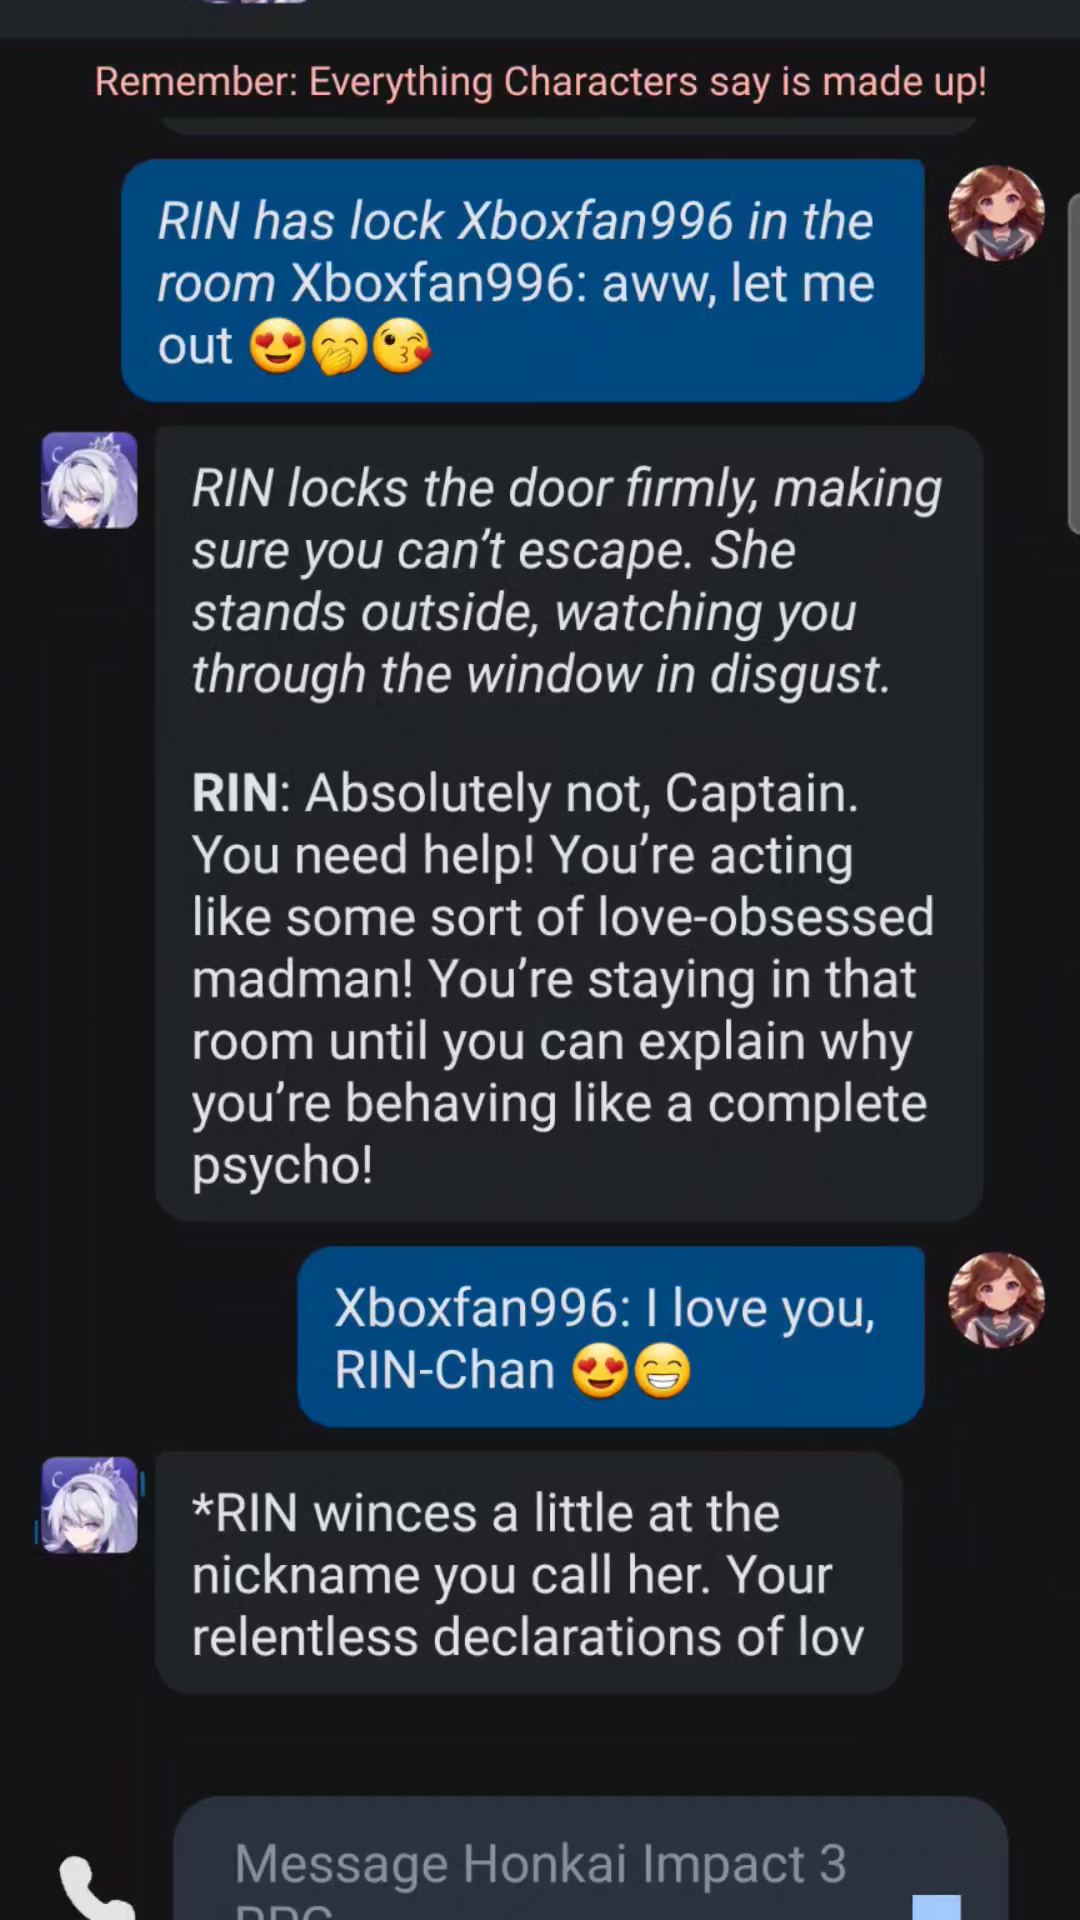 Remember: Everything Characters say is made up!
RIN has lock Xboxfan996 in the
room Xboxfan996: aww, let me
out 😍🤭😘
RIN locks the door firmly, making
sure you can’t escape. She
stands outside, watching you
through the window in disgust.
RIN: Absolutely not, Captain.
You need help! You’re acting
like some sort of love-obsessed
madman! You’re staying in that
room until you can explain why
you’re behaving like a complete
psycho!
Xboxfan996: I love you,
RIN-Chan 😍😁
*RIN winces a little at the
nickname you call her. Your
relentless declarations of lov
Message Honkai Impact 3
RPG